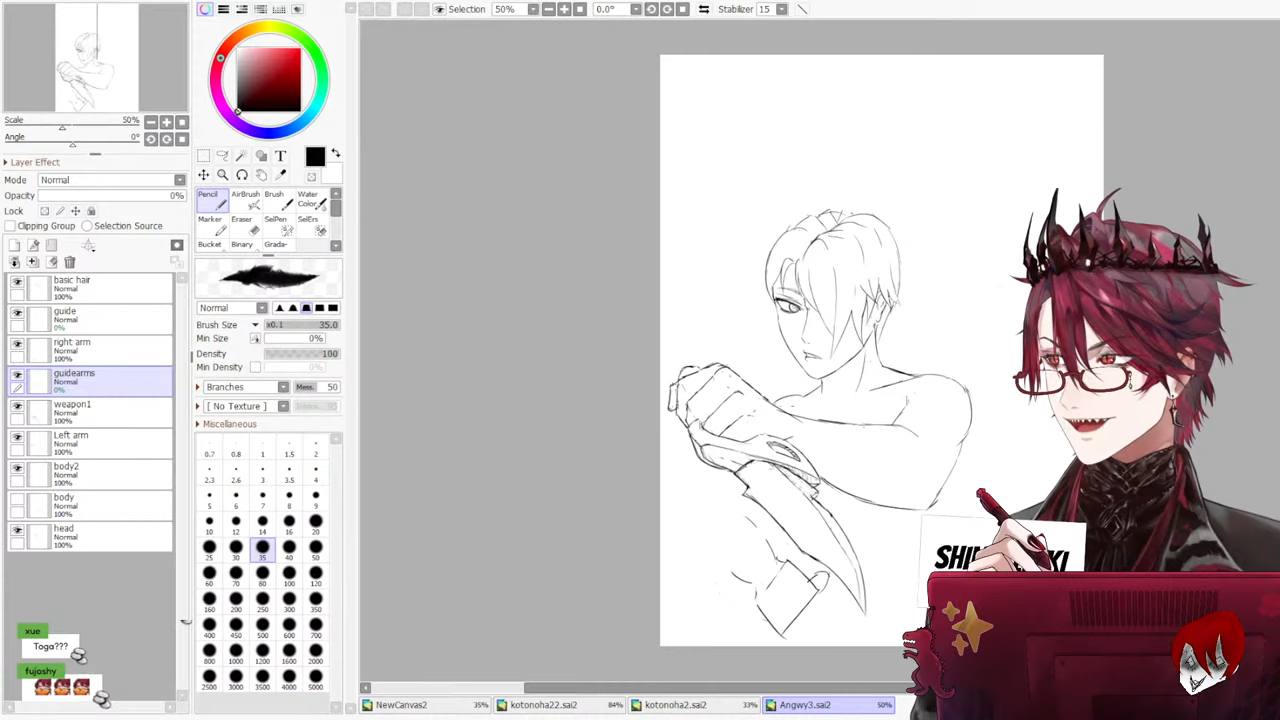 Selection 50% 0.0° Stabilizer 15
Scale 50%
Angle 0°
Layer Effect
Mode Normal
Opacity 0%
Lock
Clipping Group Selection Source
basic hair
Normal
100%
guide
Normal
0%
right arm
Normal
100%
guidearms
Normal
0%
weapon1
Normal
100%
Left arm
Normal
100%
body2
Normal
100%
body
Normal
100%
head
Normal
100%
xue
Toga???
fujoshy
T
Pencil AirBrush Brush Water Color
Marker Eraser SelPen SelErs
Bucket Binary Grada-
Normal
Brush Size x0.1 35.0
Min Size 0%
Density 100
Min Density 0%
Branches Mess. 50
[ No Texture ] 95
Miscellaneous
0.7 0.8 1 1.5 2
2.3 2.6 3 3.5 4
5 6 7 8 9
10 12 14 16 20
25 30 35 40 50
60 70 80 100 120
160 200 250 300 350
400 450 500 600 700
800 1000 1200 1600 2000
2500 3000 3500 4000 5000
NewCanvas2 35% kotonoha22.sai2 84% kotonoha2.sai2 33% Angwy3.sai2 50%